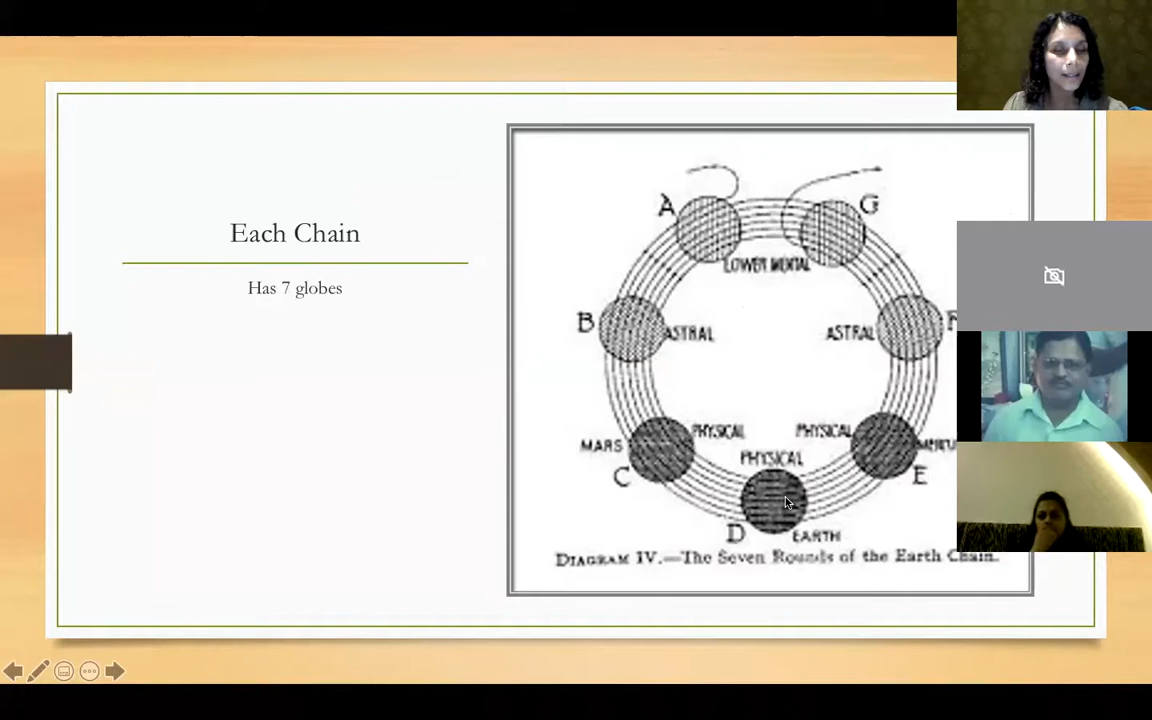 Each Chain
Has 7 globes
A
G
LOWER MENTAL
B
ASTRAL
ASTRAL
MARS
PHYSICAL
PHYSICAL
PHYSICAL
C
E
D
EARTH
DIAGRAM IV.—The Seven Rounds of the Earth Chain.